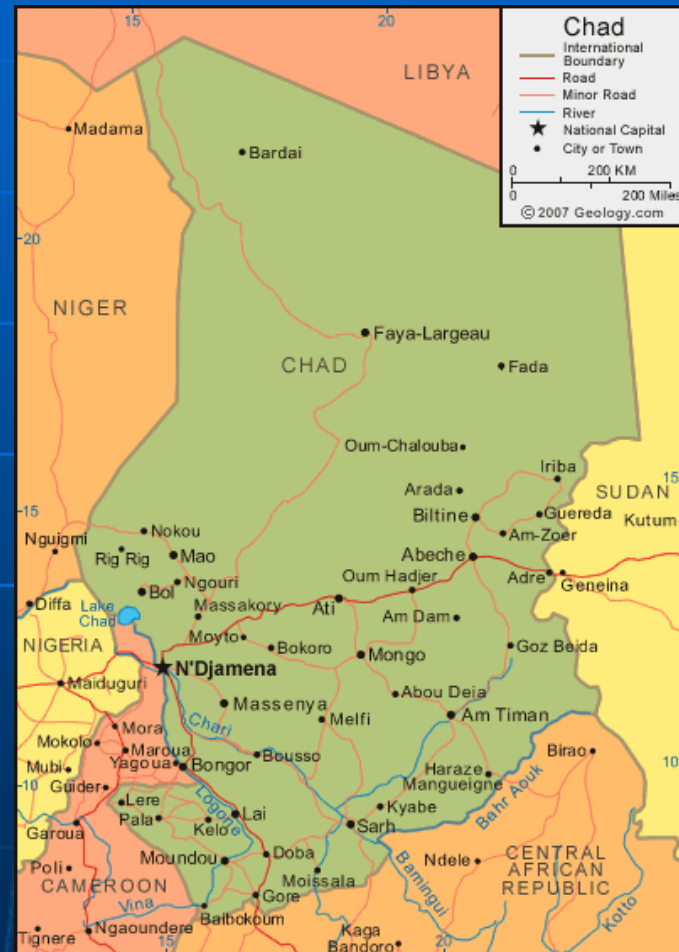 15
20
Chad
International
Boundary
Road
Minor Road
River
National Capital
City or Town
0
200 KM
0
200 Miles
© 2007 Geology.com
LIBYA
Madama
Bardai
20
NIGER
Faya-Largeau
CHAD
Fada
Oum-Chalouba
Iriba
15
Arada
SUDAN
15
Biltine
Guereda
Kutum
Nokou
Am-Zoer
Nguigmi
Rig Rig
Mao
Abeche
Oum Hadjer
Adre
Geneina
Ngouri
Bol
Diffa
Lake
Chad
Massakory
Ati
Am Dam
NIGERIA
Moyto
Bokoro
Mongo
Goz Beida
N'Djamena
Maiduguri
Abou Deia
Massenya
Chari
Melfi
Am Timan
Mora
Mokolo
Maroua
Birao
Bousso
Yagoua
Bongor
Mubi
Haraze
Mangueigne
10
Guider
10
Lere
Logone
Bahr Aouk
Kyabe
Lai
Pala
Kelo
Sarh
Garoua
Doba
Moundou
Ndele
CENTRAL
AFRICAN
REPUBLIC
Bamingui
Poli
Moissala
CAMEROON
Gore
Vina
Kotto
Baibokoum
Ngaoundere
Tignere
Kaga
Bandoro
15
20